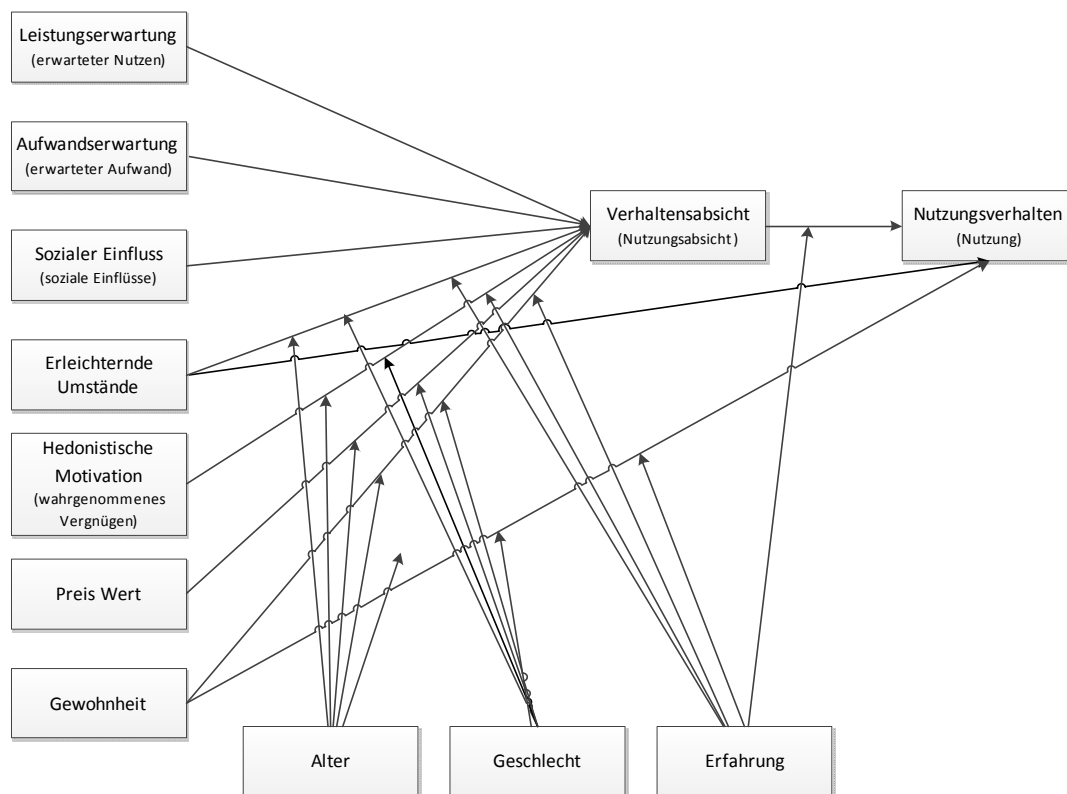 Leistungserwartung
(erwarteter Nutzen)
Aufwandserwartung
(erwarteter Aufwand)
Sozialer Einfluss
(soziale Einflüsse)
Erleichternde
Umstände
Hedonistische
Motivation
(wahrgenommenes
Vergnügen)
Preis Wert
Gewohnheit
Verhaltensabsicht
(Nutzungsabsicht)
Nutzungsverhalten
(Nutzung)
Alter
Geschlecht
Erfahrung